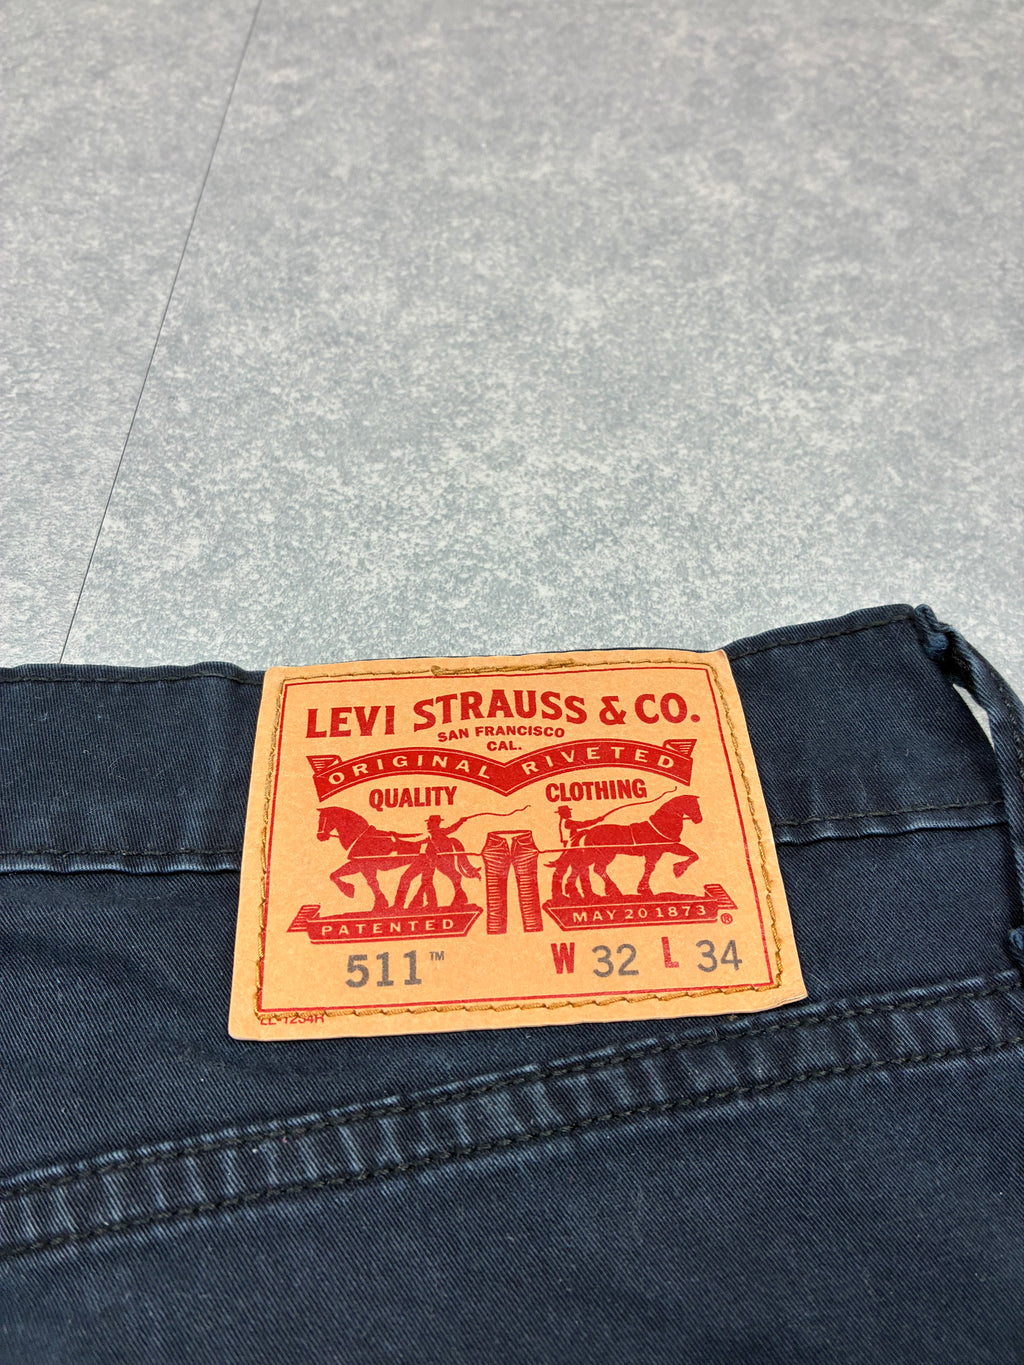 LEVI STRAUSS & CO.
SAN FRANCISCO
CAL.
ORIGINAL RIVETED
QUALITY CLOTHING
PATENTED MAY 20 1873 ®
511™ W 32 L 34